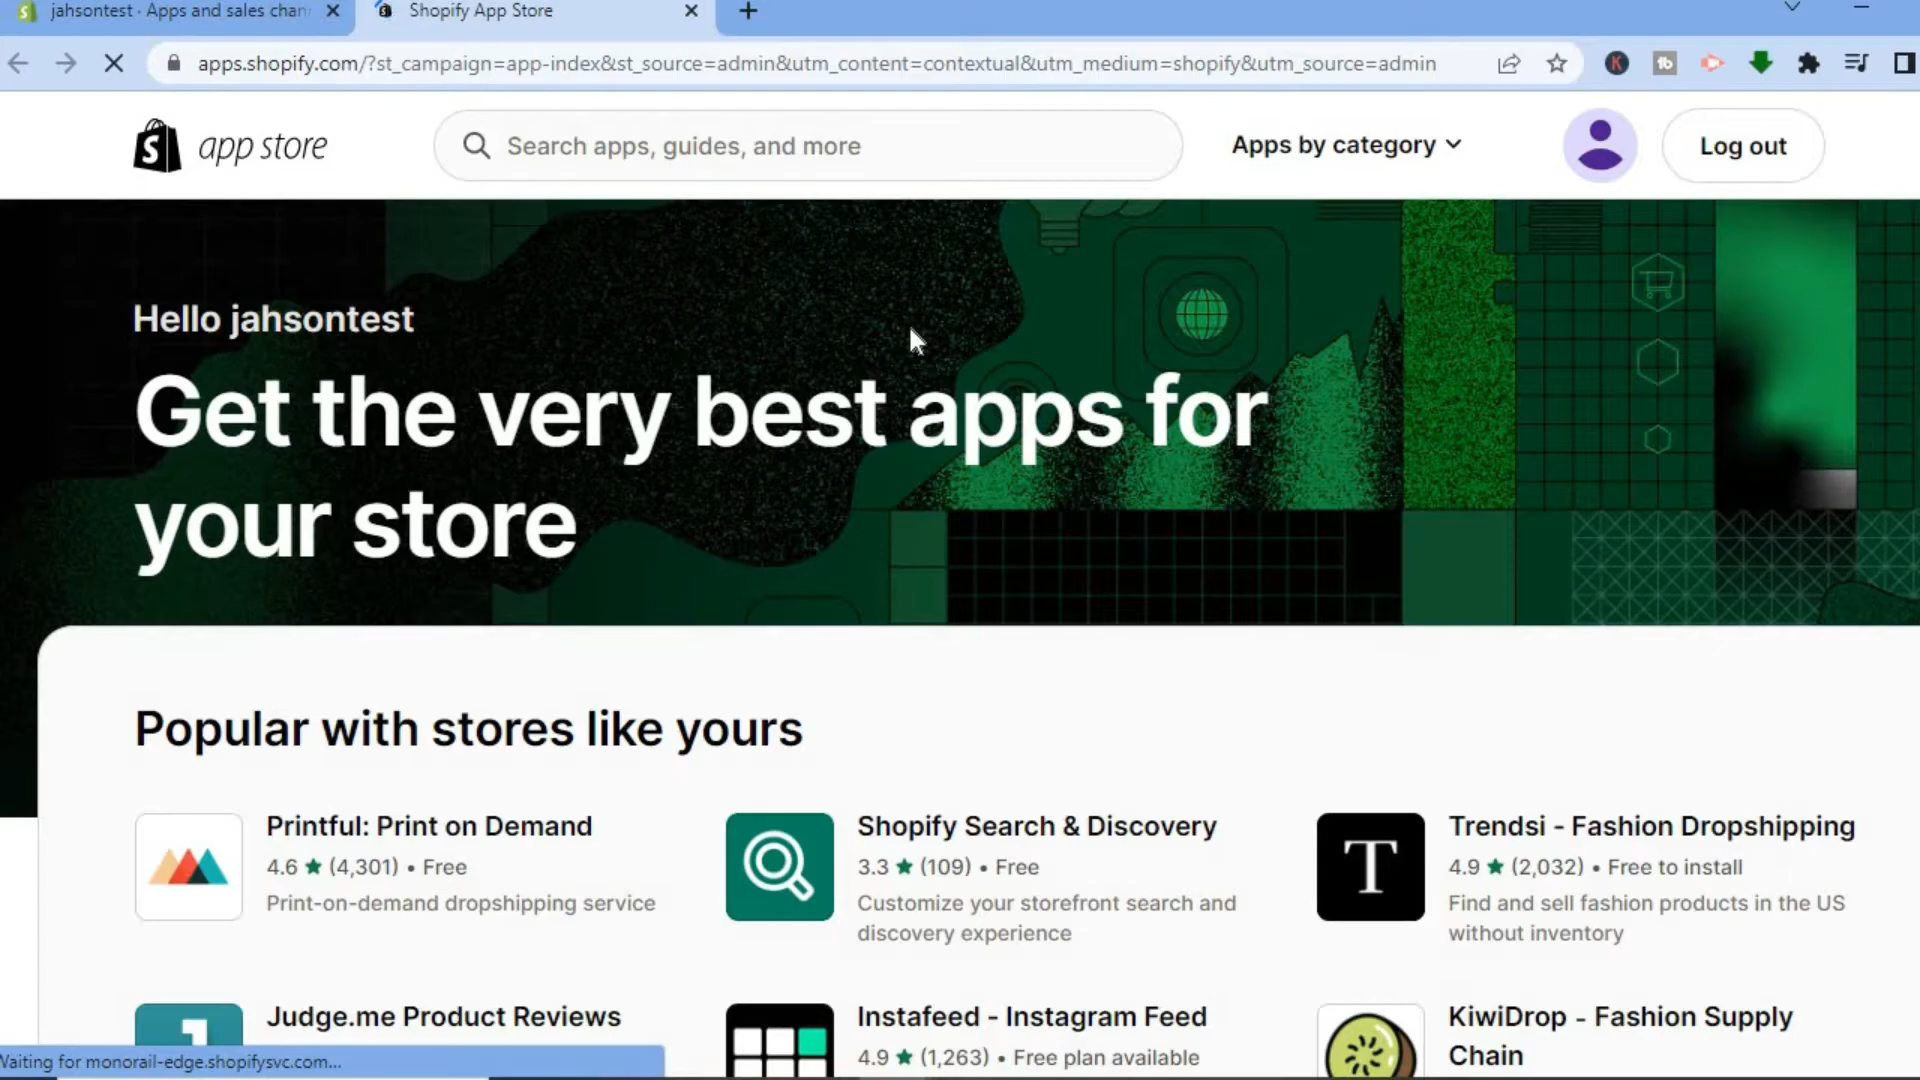 jahsontest · Apps and sales chan
Shopify App Store
apps.shopify.com/?st_campaign=app-index&st_source=admin&utm_content=contextual&utm_medium=shopify&utm_source=admin
K
tb
S app store
Search apps, guides, and more
Apps by category
Log out
Hello jahsontest
Get the very best apps for
your store
Popular with stores like yours
Printful: Print on Demand
4.6 ★ (4,301) • Free
Print-on-demand dropshipping service
Shopify Search & Discovery
3.3 ★ (109) • Free
Customize your storefront search and
discovery experience
T
Trendsi - Fashion Dropshipping
4.9 ★ (2,032) • Free to install
Find and sell fashion products in the US
without inventory
Judge.me Product Reviews
Instafeed - Instagram Feed
4.9 ★ (1,263) • Free plan available
KiwiDrop - Fashion Supply
Chain
Waiting for monorail-edge.shopifysvc.com...